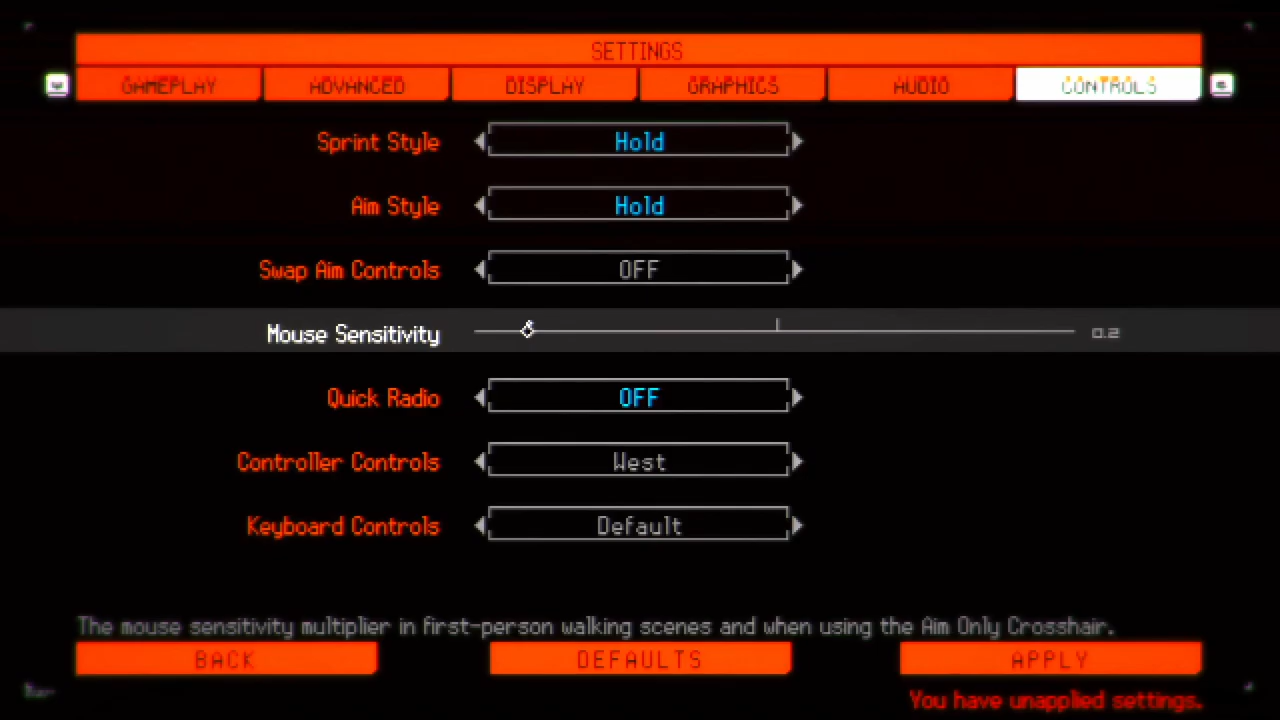 SETTINGS
GAMEPLAY ADVANCED DISPLAY GRAPHICS AUDIO CONTROLS
Sprint Style Hold
Aim Style Hold
Swap Aim Controls OFF
Mouse Sensitivity 0.2
Quick Radio OFF
Controller Controls West
Keyboard Controls Default
The mouse sensitivity multiplier in first-person walking scenes and when using the Aim Only Crosshair.
BACK DEFAULTS APPLY
You have unapplied settings.